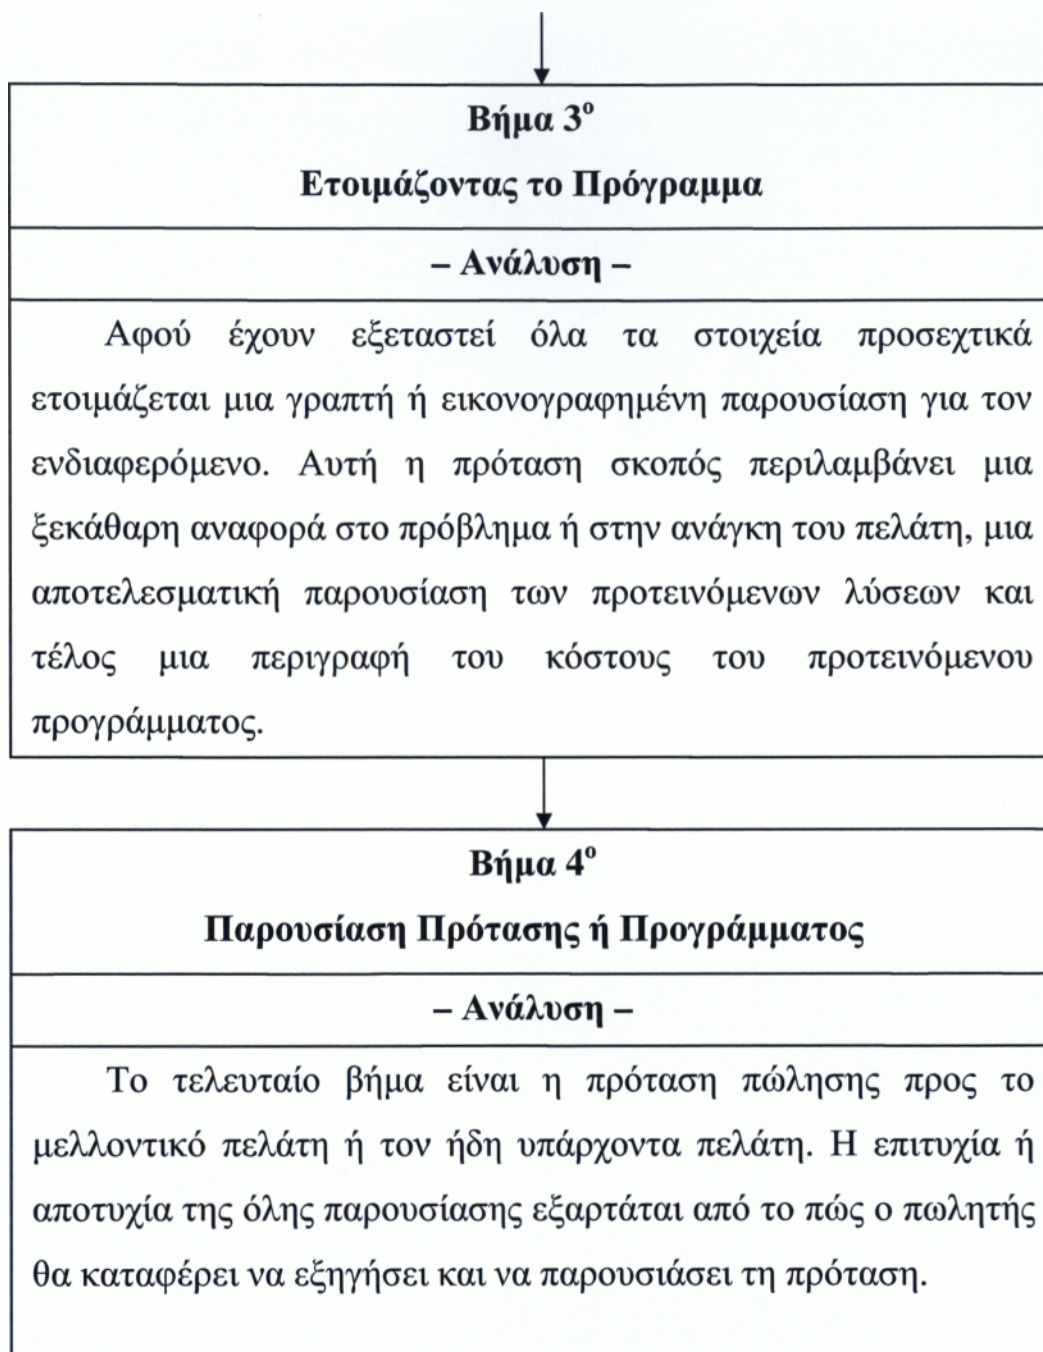 Βήμα 3ο
Ετοιμάζοντας το Πρόγραμμα
– Ανάλυση –
Αφού έχουν εξεταστεί όλα τα στοιχεία προσεχτικά
ετοιμάζεται μια γραπτή ή εικονογραφημένη παρουσίαση για τον
ενδιαφερόμενο. Αυτή η πρόταση σκοπός περιλαμβάνει μια
ξεκάθαρη αναφορά στο πρόβλημα ή στην ανάγκη του πελάτη, μια
αποτελεσματική παρουσίαση των προτεινόμενων λύσεων και
τέλος μια περιγραφή του κόστους του προτεινόμενου
προγράμματος.
Βήμα 4ο
Παρουσίαση Πρότασης ή Προγράμματος
– Ανάλυση –
Το τελευταίο βήμα είναι η πρόταση πώλησης προς το
μελλοντικό πελάτη ή τον ήδη υπάρχοντα πελάτη. Η επιτυχία ή
αποτυχία της όλης παρουσίασης εξαρτάται από το πώς ο πωλητής
θα καταφέρει να εξηγήσει και να παρουσιάσει τη πρόταση.